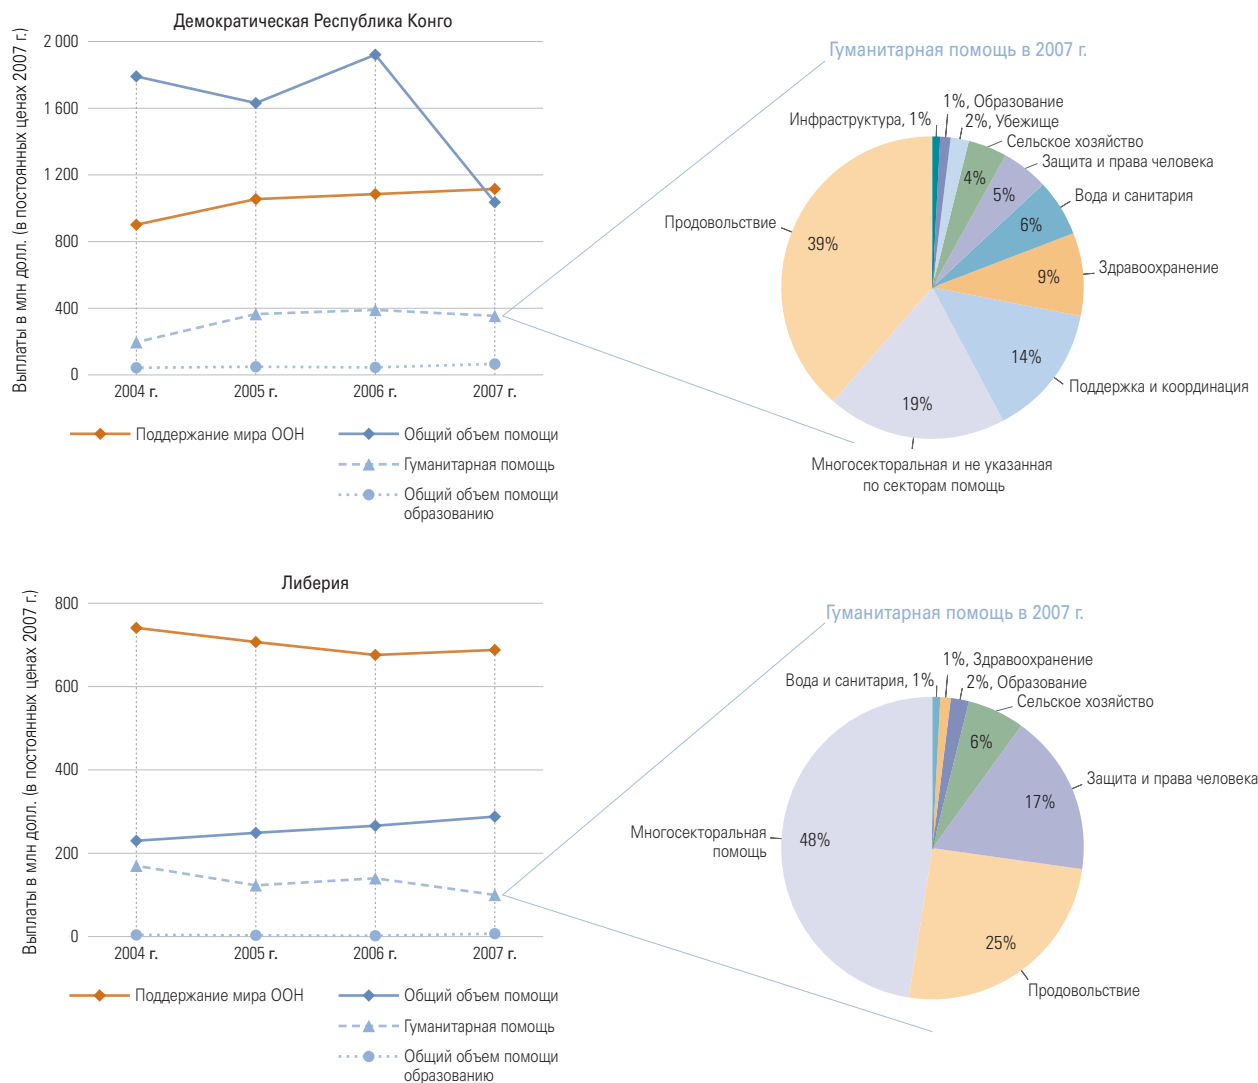 Демократическая Республика Конго
Выплаты в млн долл. (в постоянных ценах 2007 г.)
2 000
1 600
1 200
800
400
0
2004 г.
2005 г.
2006 г.
2007 г.
Поддержание мира ООН
Общий объем помощи
Гуманитарная помощь
Общий объем помощи
образованию
Гуманитарная помощь в 2007 г.
1%, Образование
Инфраструктура, 1%
2%, Убежище
Сельское хозяйство
4%
Защита и права человека
5%
Вода и санитария
6%
Здравоохранение
9%
Поддержка и координация
14%
Многосекторальная и не указанная
по секторам помощь
19%
Продовольствие
39%
Либерия
Выплаты в млн долл. (в постоянных ценах 2007 г.)
800
600
400
200
0
2004 г.
2005 г.
2006 г.
2007 г.
Поддержание мира ООН
Общий объем помощи
Гуманитарная помощь
Общий объем помощи
образованию
Гуманитарная помощь в 2007 г.
1%, Здравоохранение
Вода и санитария, 1%
2%, Образование
Сельское хозяйство
6%
Защита и права человека
17%
Продовольствие
25%
Многосекторальная
помощь
48%